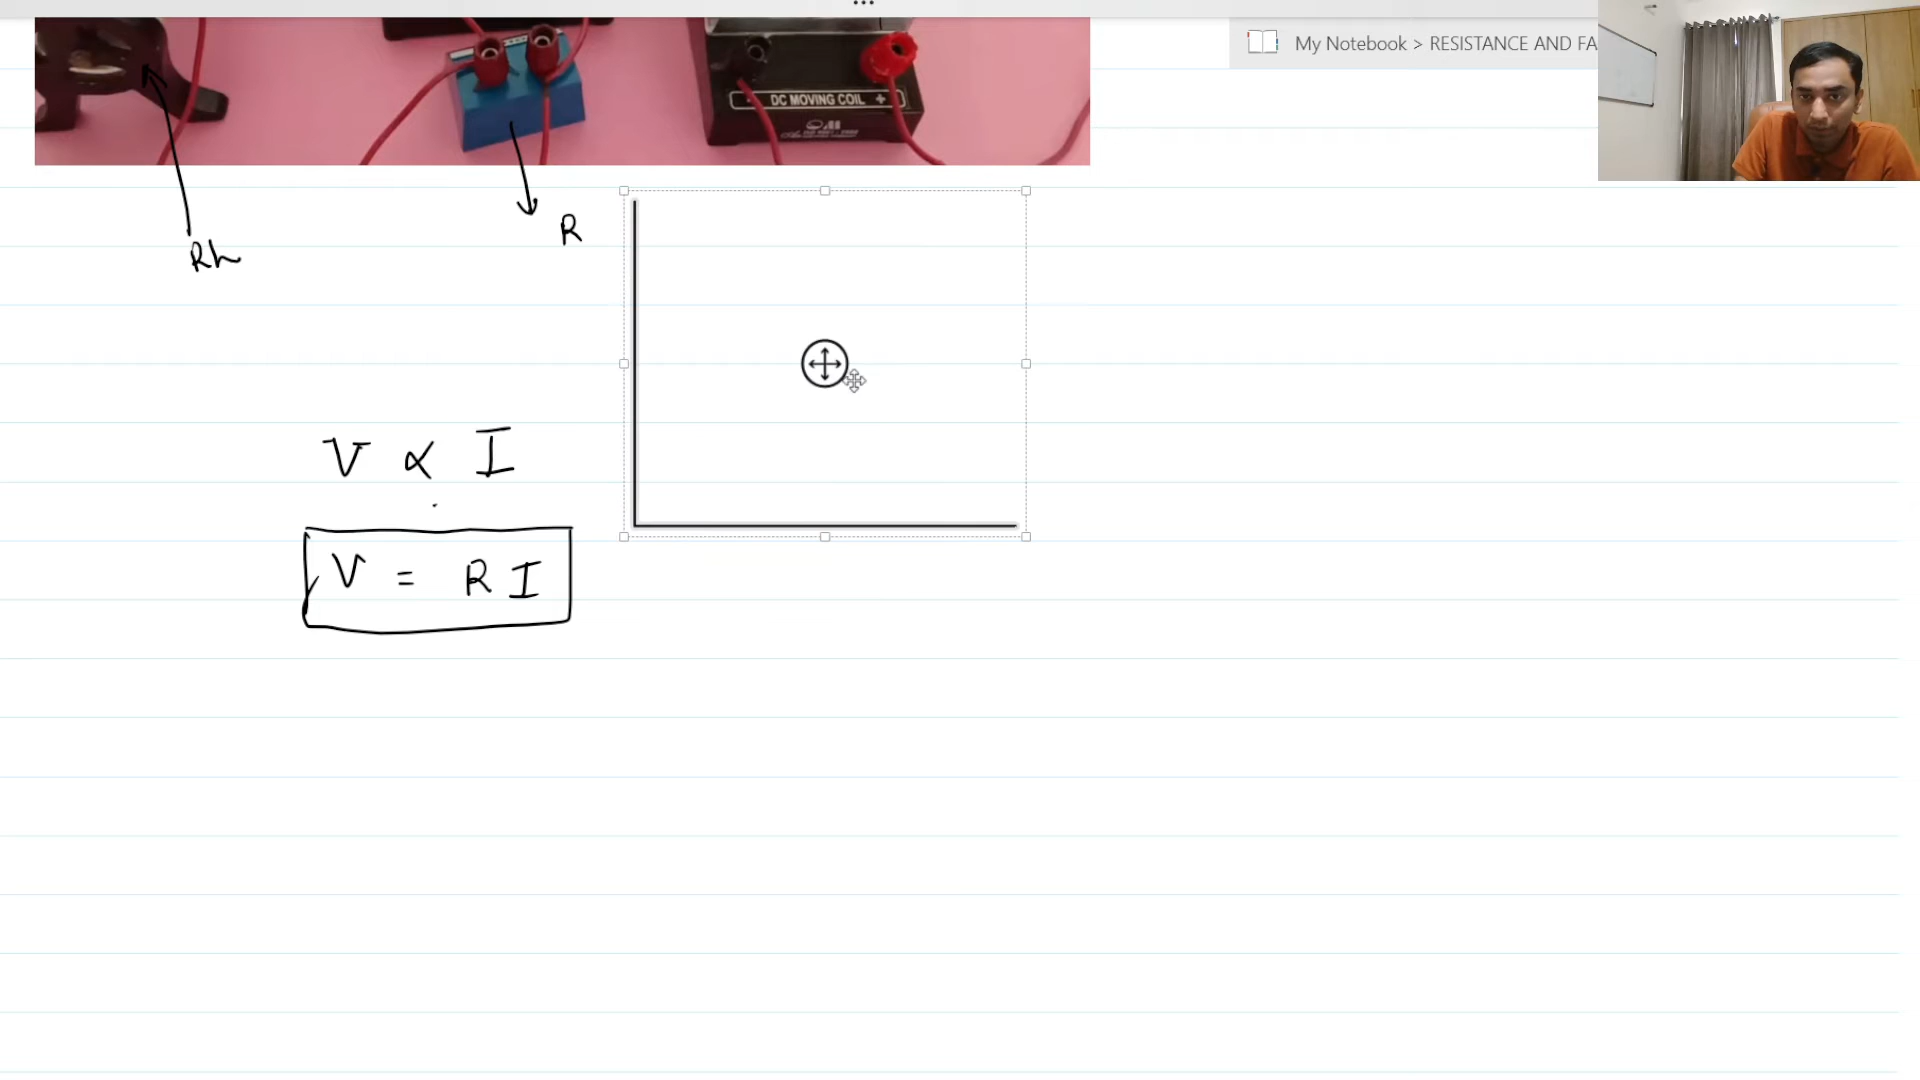 My Notebook > RESISTANCE AND FA
- DC MOVING COIL +
R
Rh
V ∝ I
V = R I